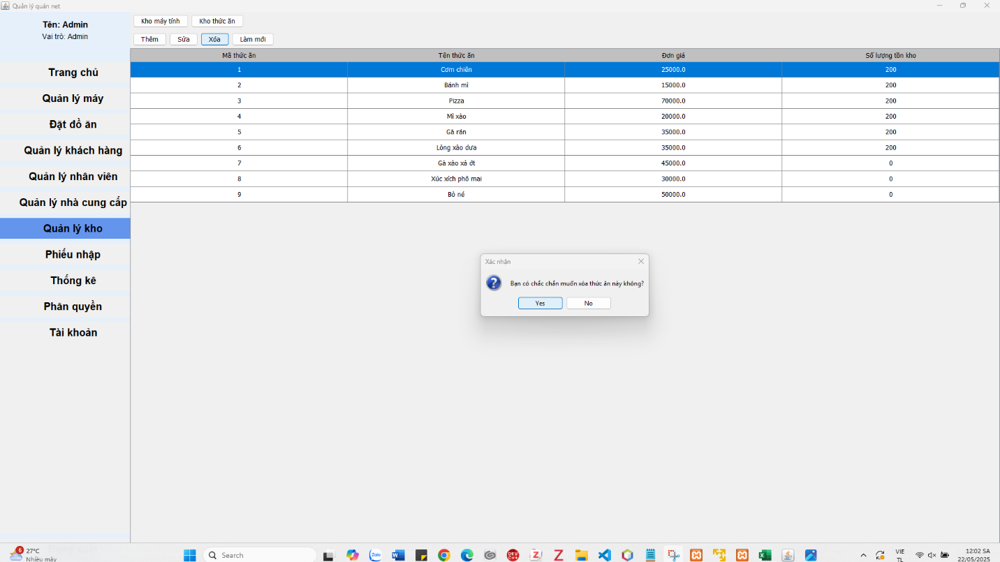 Quản lý quán net
Tên: Admin
Vai trò: Admin
Trang chủ
Quản lý máy
Đặt đồ ăn
Quản lý khách hàng
Quản lý nhân viên
Quản lý nhà cung cấp
Quản lý kho
Phiếu nhập
Thống kê
Phân quyền
Tài khoản
Kho máy tính Kho thức ăn
Thêm Sửa Xóa Làm mới
Mã thức ăn Tên thức ăn Đơn giá Số lượng tồn kho
1 Cơm chiên 25000.0 200
2 Bánh mì 15000.0 200
3 Pizza 70000.0 200
4 Mì xào 20000.0 200
5 Gà rán 35000.0 200
6 Lòng xào dưa 35000.0 200
7 Gà xào xả ớt 45000.0 0
8 Xúc xích phô mai 30000.0 0
9 Bò né 50000.0 0
Xác nhận
Bạn có chắc chắn muốn xóa thức ăn này không?
Yes No
6
27°C
Nhiều mây
Search
Zalo
DEV C++
VIE
TL
12:02 SA
22/05/2025